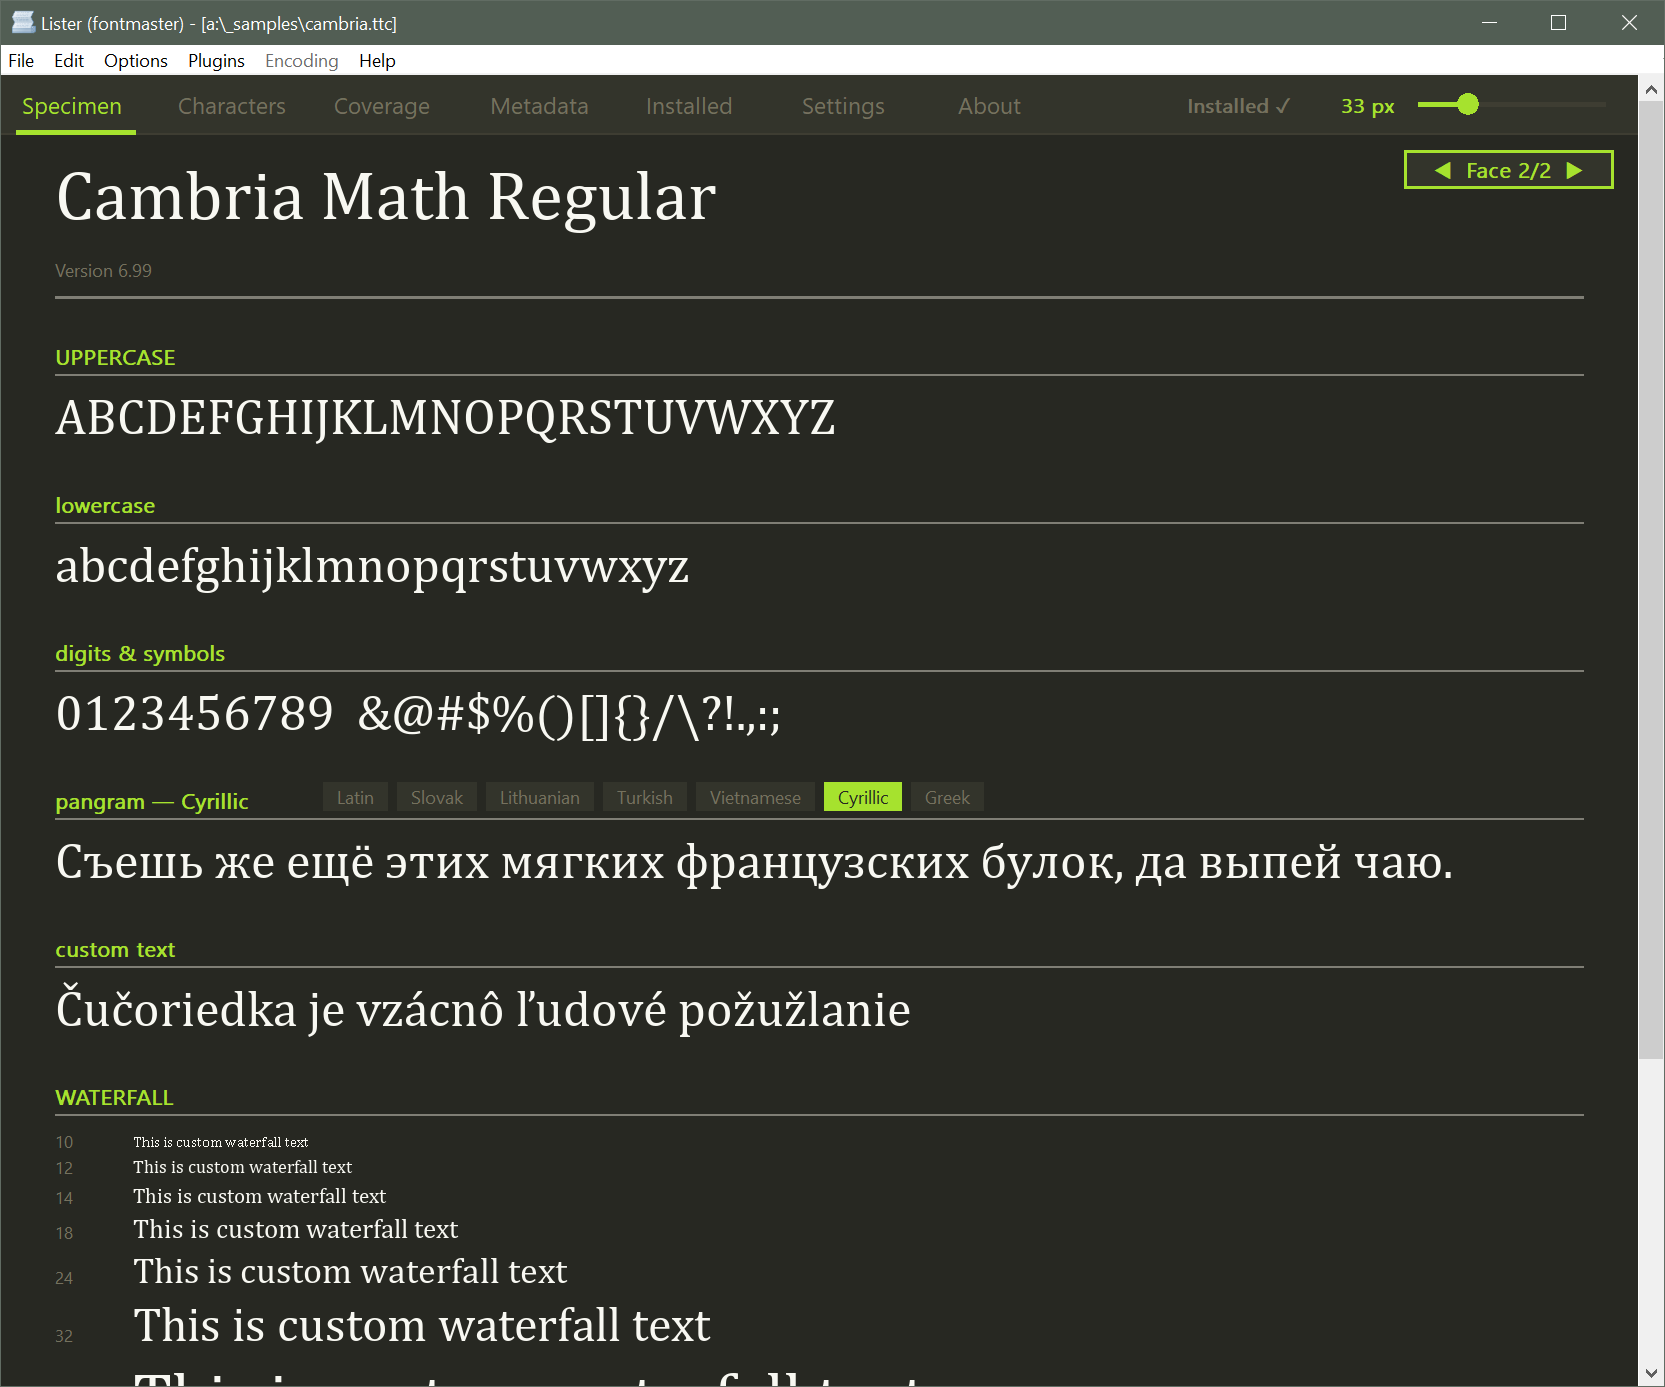 Lister (fontmaster) - [a:\_samples\cambria.ttc]
File Edit Options Plugins Encoding Help
Specimen Characters Coverage Metadata Installed Settings About Installed ✓ 33 px
◀ Face 2/2 ▶
Cambria Math Regular
Version 6.99
UPPERCASE
ABCDEFGHIJKLMNOPQRSTUVWXYZ
lowercase
abcdefghijklmnopqrstuvwxyz
digits & symbols
0123456789 &@#$%()[]{}/\?!.,:;
pangram — Cyrillic Latin Slovak Lithuanian Turkish Vietnamese Cyrillic Greek
Съешь же ещё этих мягких французских булок, да выпей чаю.
custom text
Čučoriedka je vzácnô ľudové požužlanie
WATERFALL
10 This is custom waterfall text
12 This is custom waterfall text
14 This is custom waterfall text
18 This is custom waterfall text
24 This is custom waterfall text
32 This is custom waterfall text